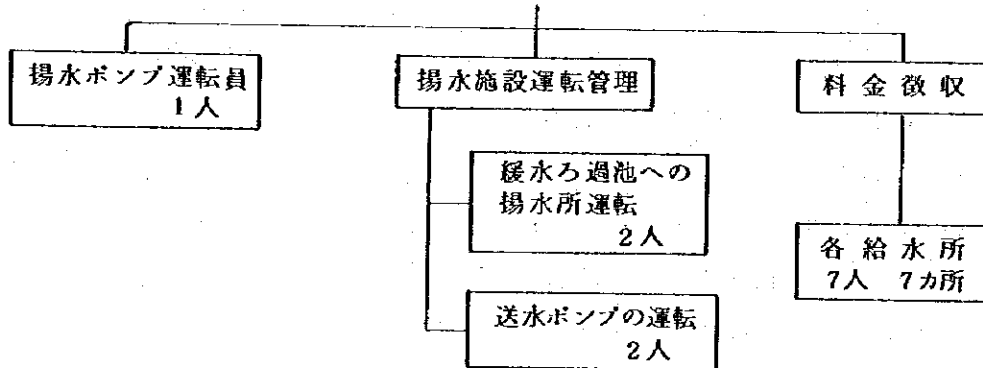 揚水ポンプ運転員
1人
揚水施設運転管理
緩水ろ過池への
揚水所運転
2人
送水ポンプの運転
2人
料金徴収
各給水所
7人 7カ所